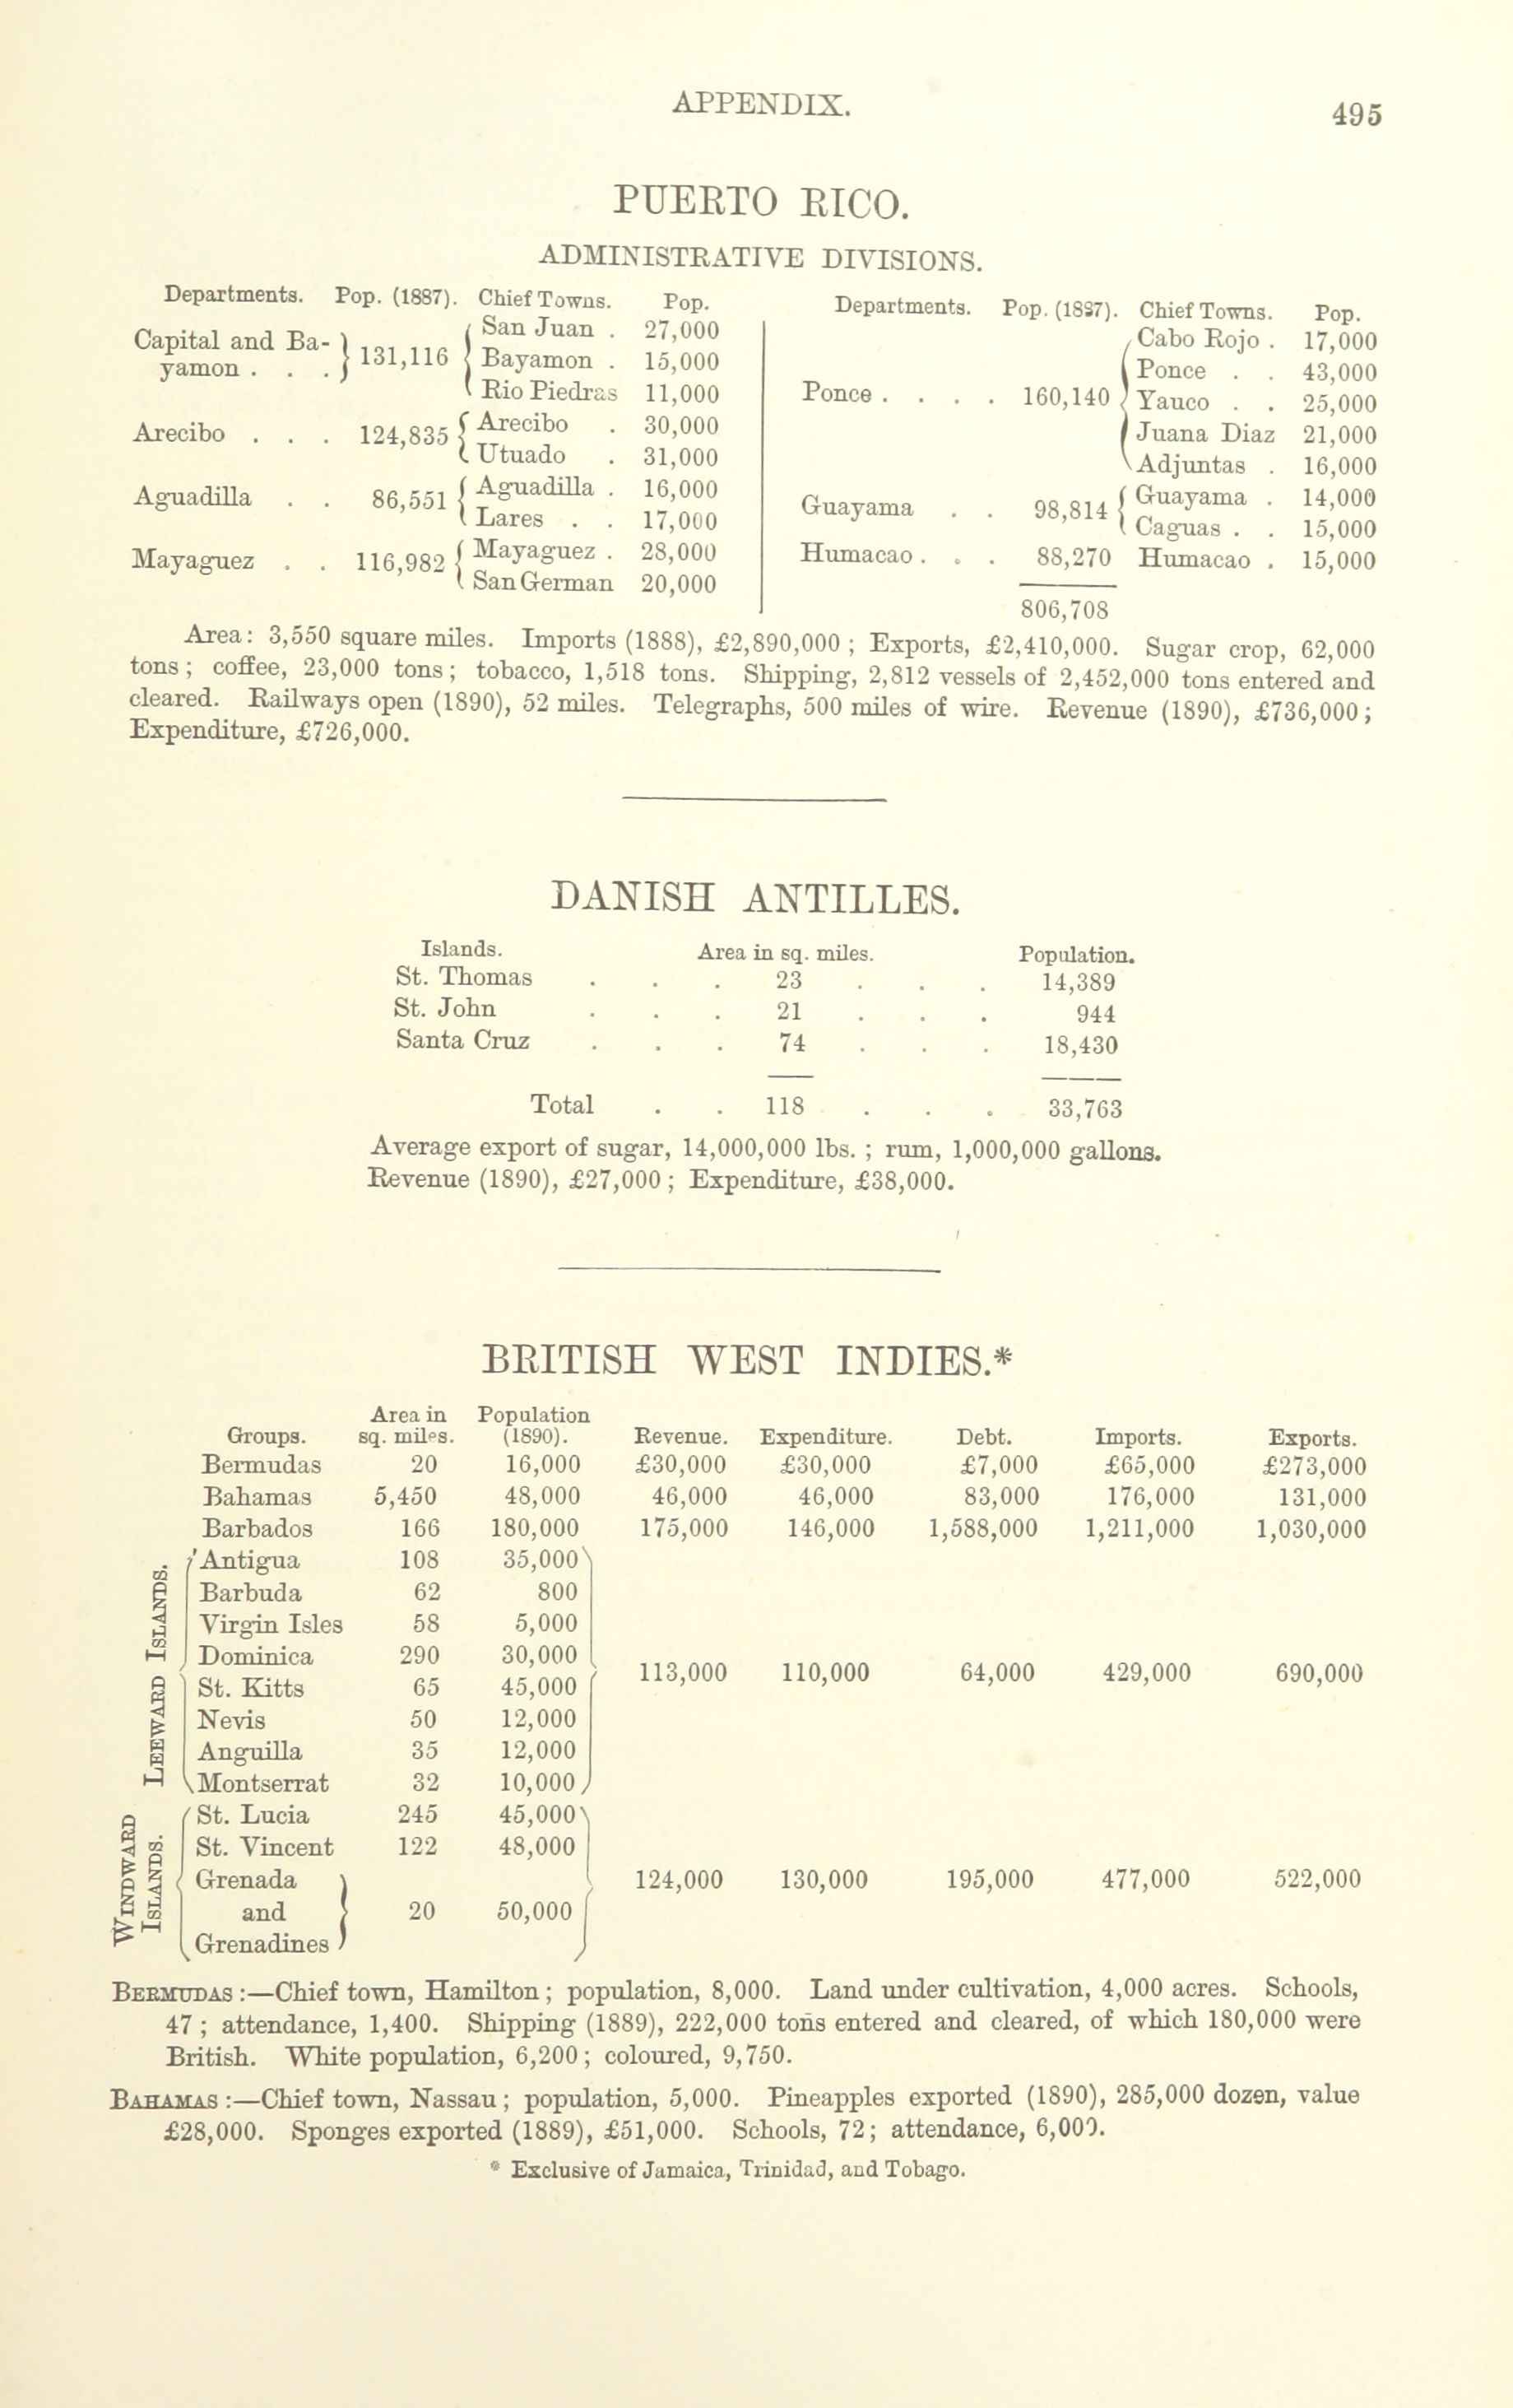 APPENDIX. 495
PUERTO RICO.
ADMINISTRATIVE DIVISIONS.
Departments. Pop. (1887). Chief Towns. Pop.
Capital and Ba-
yamon . . . 131,116
San Juan . 27,000
Bayamon . 15,000
Rio Piedras 11,000
Arecibo . . . 124,835
Arecibo . 30,000
Utuado . 31,000
Aguadilla . . 86,551
Aguadilla . 16,000
Lares . . 17,000
Mayaguez . . 116,982
Mayaguez . 28,000
San German 20,000
Departments. Pop. (1887). Chief Towns. Pop.
Ponce . . . . 160,140
Cabo Rojo . 17,000
Ponce . . 43,000
Yauco . . 25,000
Juana Diaz 21,000
Adjuntas . 16,000
Guayama . . 98,814
Guayama . 14,000
Caguas . . 15,000
Humacao . . . 88,270 Humacao . 15,000
806,708
Area: 3,550 square miles. Imports (1888), £2,890,000 ; Exports, £2,410,000. Sugar crop, 62,000
tons ; coffee, 23,000 tons ; tobacco, 1,518 tons. Shipping, 2,812 vessels of 2,452,000 tons entered and
cleared. Railways open (1890), 52 miles. Telegraphs, 500 miles of wire. Revenue (1890), £736,000 ;
Expenditure, £726,000.
DANISH ANTILLES.
Islands. Area in sq. miles. Population.
St. Thomas . . . 23 . . . 14,389
St. John . . . 21 . . . 944
Santa Cruz . . . 74 . . . 18,430
Total . . 118 . . . 33,763
Average export of sugar, 14,000,000 lbs. ; rum, 1,000,000 gallons.
Revenue (1890), £27,000 ; Expenditure, £38,000.
BRITISH WEST INDIES.*
Groups. Area in sq. miles. Population (1890). Revenue. Expenditure. Debt. Imports. Exports.
Bermudas 20 16,000 £30,000 £30,000 £7,000 £65,000 £273,000
Bahamas 5,450 48,000 46,000 46,000 83,000 176,000 131,000
Barbados 166 180,000 175,000 146,000 1,588,000 1,211,000 1,030,000
LEEWARD ISLANDS.
Antigua 108 35,000
Barbuda 62 800
Virgin Isles 58 5,000
Dominica 290 30,000
113,000 110,000 64,000 429,000 690,000
St. Kitts 65 45,000
Nevis 50 12,000
Anguilla 35 12,000
Montserrat 32 10,000
WINDWARD
ISLANDS.
St. Lucia 245 45,000
St. Vincent 122 48,000
Grenada 124,000 130,000 195,000 477,000 522,000
and 20 50,000
Grenadines
BERMUDAS :—Chief town, Hamilton ; population, 8,000. Land under cultivation, 4,000 acres. Schools,
47 ; attendance, 1,400. Shipping (1889), 222,000 tons entered and cleared, of which 180,000 were
British. White population, 6,200 ; coloured, 9,750.
BAHAMAS :—Chief town, Nassau ; population, 5,000. Pineapples exported (1890), 285,000 dozen, value
£28,000. Sponges exported (1889), £51,000. Schools, 72 ; attendance, 6,000.
* Exclusive of Jamaica, Trinidad, and Tobago.